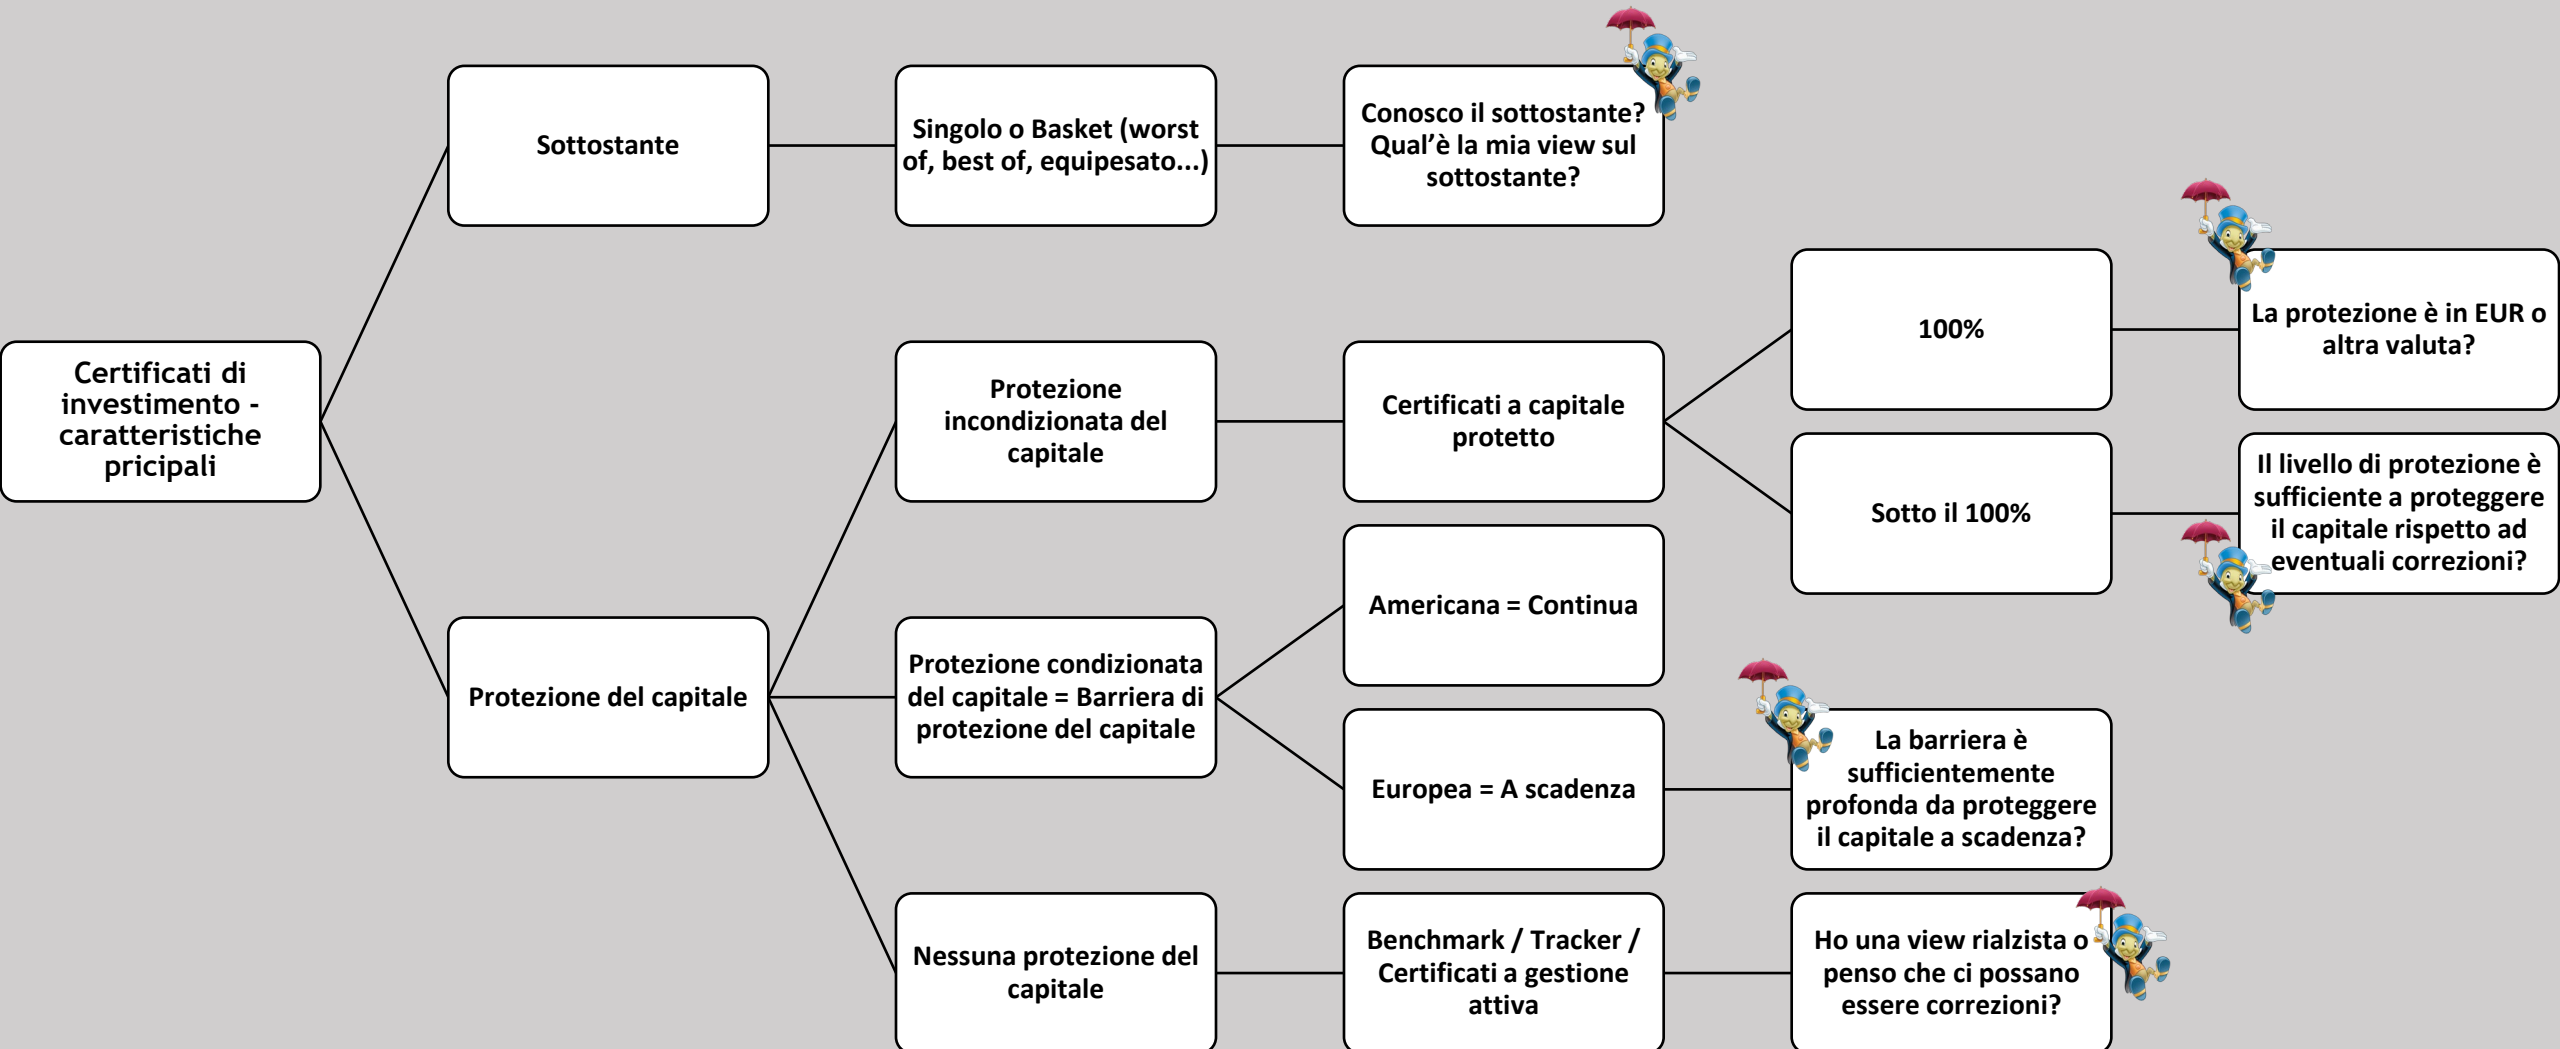 Certificati di
investimento -
caratteristiche
pricipali
Sottostante
Singolo o Basket (worst
of, best of, equipesato...)
Conosco il sottostante?
Qual’è la mia view sul
sottostante?
Protezione del capitale
Protezione
incondizionata del
capitale
Certificati a capitale
protetto
100%
La protezione è in EUR o
altra valuta?
Sotto il 100%
Il livello di protezione è
sufficiente a proteggere
il capitale rispetto ad
eventuali correzioni?
Protezione condizionata
del capitale = Barriera di
protezione del capitale
Americana = Continua
Europea = A scadenza
La barriera è
sufficientemente
profonda da proteggere
il capitale a scadenza?
Nessuna protezione del
capitale
Benchmark / Tracker /
Certificati a gestione
attiva
Ho una view rialzista o
penso che ci possano
essere correzioni?